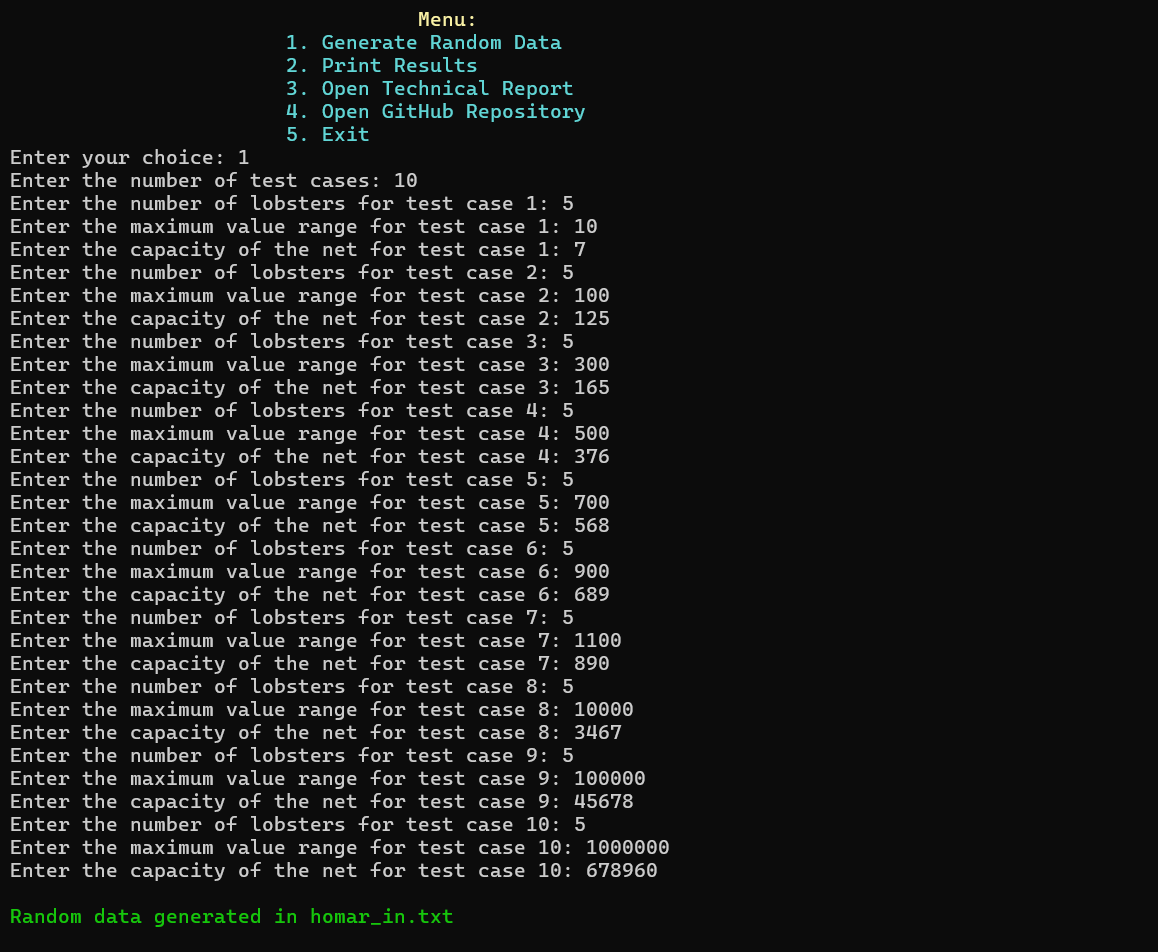 Menu:
1. Generate Random Data
2. Print Results
3. Open Technical Report
4. Open GitHub Repository
5. Exit
Enter your choice: 1
Enter the number of test cases: 10
Enter the number of lobsters for test case 1: 5
Enter the maximum value range for test case 1: 10
Enter the capacity of the net for test case 1: 7
Enter the number of lobsters for test case 2: 5
Enter the maximum value range for test case 2: 100
Enter the capacity of the net for test case 2: 125
Enter the number of lobsters for test case 3: 5
Enter the maximum value range for test case 3: 300
Enter the capacity of the net for test case 3: 165
Enter the number of lobsters for test case 4: 5
Enter the maximum value range for test case 4: 500
Enter the capacity of the net for test case 4: 376
Enter the number of lobsters for test case 5: 5
Enter the maximum value range for test case 5: 700
Enter the capacity of the net for test case 5: 568
Enter the number of lobsters for test case 6: 5
Enter the maximum value range for test case 6: 900
Enter the capacity of the net for test case 6: 689
Enter the number of lobsters for test case 7: 5
Enter the maximum value range for test case 7: 1100
Enter the capacity of the net for test case 7: 890
Enter the number of lobsters for test case 8: 5
Enter the maximum value range for test case 8: 10000
Enter the capacity of the net for test case 8: 3467
Enter the number of lobsters for test case 9: 5
Enter the maximum value range for test case 9: 100000
Enter the capacity of the net for test case 9: 45678
Enter the number of lobsters for test case 10: 5
Enter the maximum value range for test case 10: 1000000
Enter the capacity of the net for test case 10: 678960
Random data generated in homar_in.txt